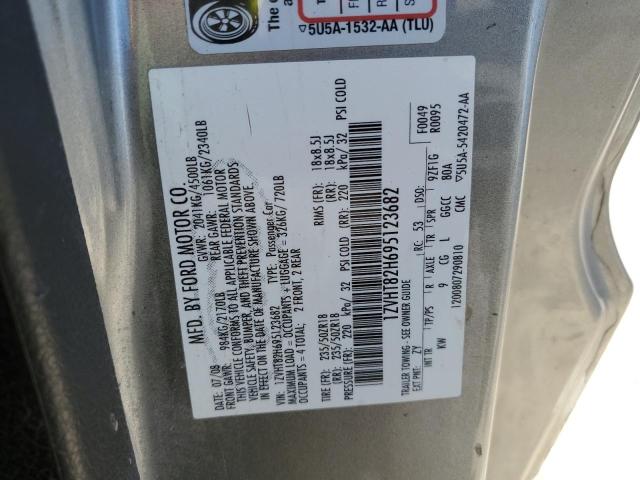 The c
5U5A-1532-AA (TLU)
MFD. BY FORD MOTOR CO.
DATE: 07/08 GVWR: 2041KG/4500LB
FRONT GAWR: 984KG/2170LB REAR GAWR: 1061KG/2340LB
THIS VEHICLE CONFORMS TO ALL APPLICABLE FEDERAL MOTOR
VEHICLE SAFETY, BUMPER, AND THEFT PREVENTION STANDARDS
IN EFFECT ON THE DATE OF MANUFACTURE SHOWN ABOVE.
VIN: 1ZVHT82H695123682 TYPE: Passenger Car
MAXIMUM LOAD = OCCUPANTS + LUGGAGE = 326KG/ 720LB
OCCUPANTS = 4 TOTAL: 2 FRONT, 2 REAR
TIRE (FR): 235/50ZR18 RIMS (FR): 18x8.5J
TIRE (RR): 235/50ZR18 (RR): 18x8.5J
PRESSURE (FR): 220 kPa/ 32 PSI COLD (RR): 220 kPa/ 32 PSI COLD
1ZVHT82H695123682
TRAILER TOWING - SEE OWNER GUIDE F0049
R0095
EXT PNT: ZY RC: 53 DSO: 9ZF1G
INT TR TP/PS R AXLE TR SPR
KW 9 CG L GGCC B0A
1200807290810 CMC 5U5A-5420472-AA